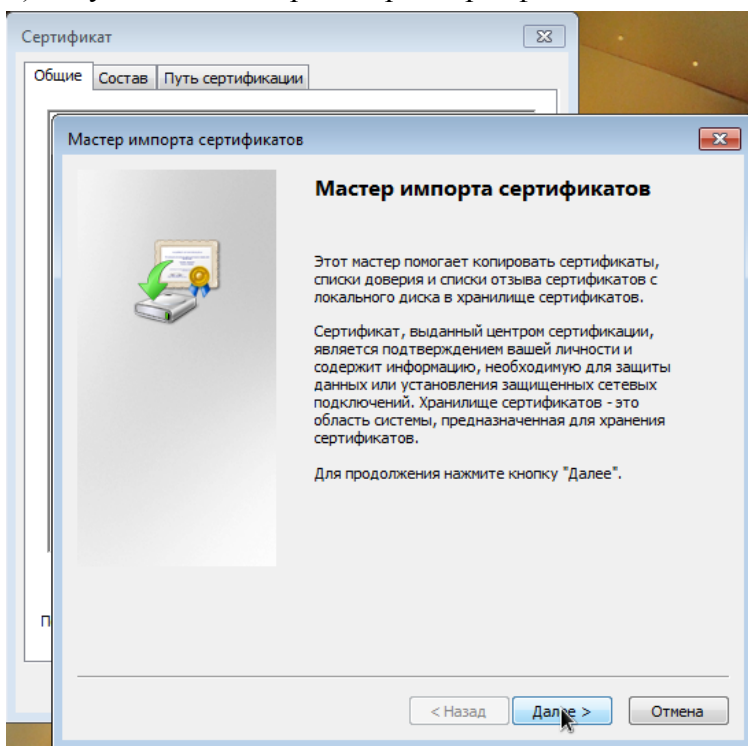 Сертификат
Общие Состав Путь сертификации
Мастер импорта сертификатов
Мастер импорта сертификатов
Этот мастер помогает копировать сертификаты,
списки доверия и списки отзыва сертификатов с
локального диска в хранилище сертификатов.
Сертификат, выданный центром сертификации,
является подтверждением вашей личности и
содержит информацию, необходимую для защиты
данных или установления защищенных сетевых
подключений. Хранилище сертификатов - это
область системы, предназначенная для хранения
сертификатов.
Для продолжения нажмите кнопку "Далее".
< Назад Далее > Отмена